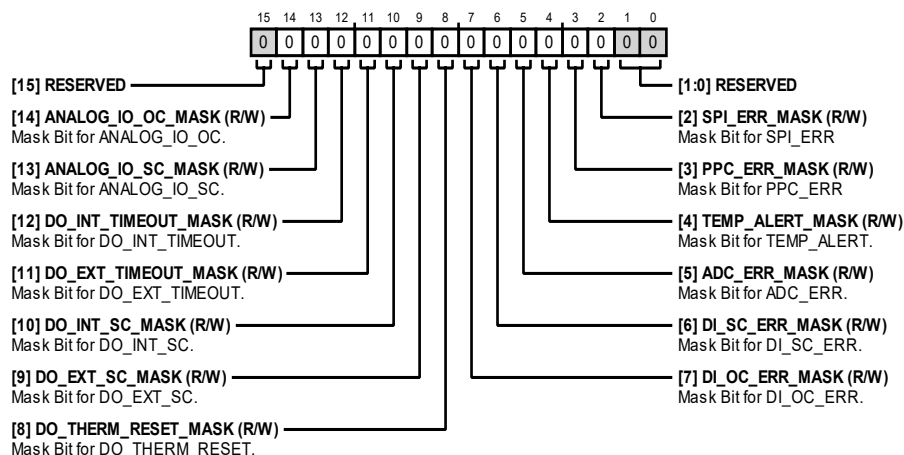 15 14 13 12 11 10 9 8 7 6 5 4 3 2 1 0
0 0 0 0 0 0 0 0 0 0 0 0 0 0 0 0
[15] RESERVED
[14] ANALOG_IO_OC_MASK (R/W)
Mask Bit for ANALOG_IO_OC.
[13] ANALOG_IO_SC_MASK (R/W)
Mask Bit for ANALOG_IO_SC.
[12] DO_INT_TIMEOUT_MASK (R/W)
Mask Bit for DO_INT_TIMEOUT.
[11] DO_EXT_TIMEOUT_MASK (R/W)
Mask Bit for DO_EXT_TIMEOUT.
[10] DO_INT_SC_MASK (R/W)
Mask Bit for DO_INT_SC.
[9] DO_EXT_SC_MASK (R/W)
Mask Bit for DO_EXT_SC.
[8] DO_THERM_RESET_MASK (R/W)
Mask Bit for DO_THERM_RESET.
[1:0] RESERVED
[2] SPI_ERR_MASK (R/W)
Mask Bit for SPI_ERR
[3] PPC_ERR_MASK (R/W)
Mask Bit for PPC_ERR
[4] TEMP_ALERT_MASK (R/W)
Mask Bit for TEMP_ALERT.
[5] ADC_ERR_MASK (R/W)
Mask Bit for ADC_ERR.
[6] DI_SC_ERR_MASK (R/W)
Mask Bit for DI_SC_ERR.
[7] DI_OC_ERR_MASK (R/W)
Mask Bit for DI_OC_ERR.